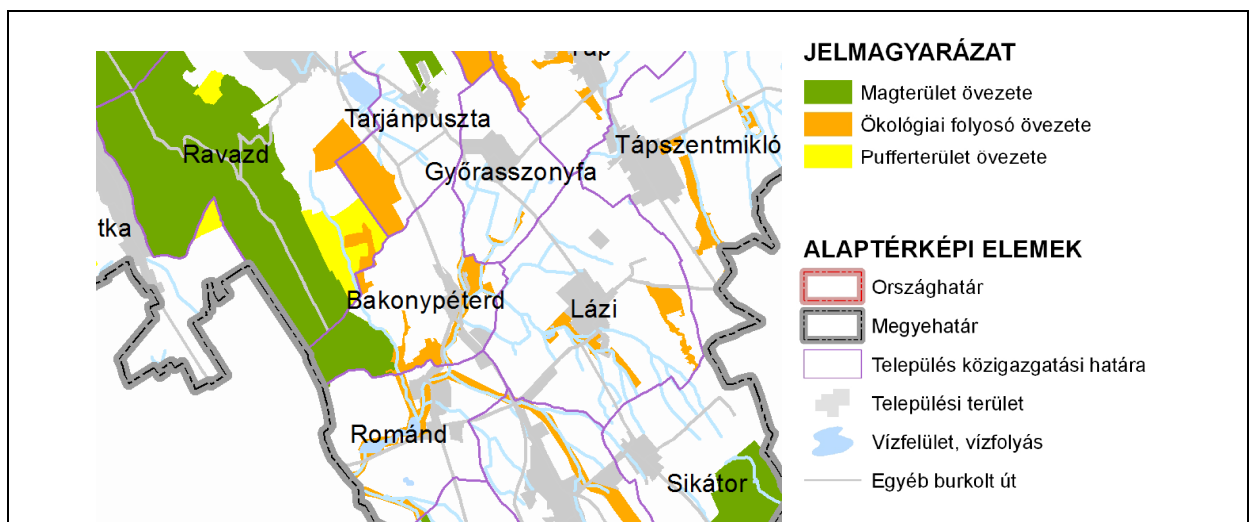 Táp
Tarjánpuszta
Ravazd
Győrasszonyfa
Tápszentmikló
tka
Bakonypéterd
Lázi
Románd
Sikátor
JELMAGYARÁZAT
Magterület övezete
Ökológiai folyosó övezete
Pufferterület övezete
ALAPTÉRKÉPI ELEMEK
Országhatár
Megyehatár
Település közigazgatási határa
Települési terület
Vízfelület, vízfolyás
Egyéb burkolt út